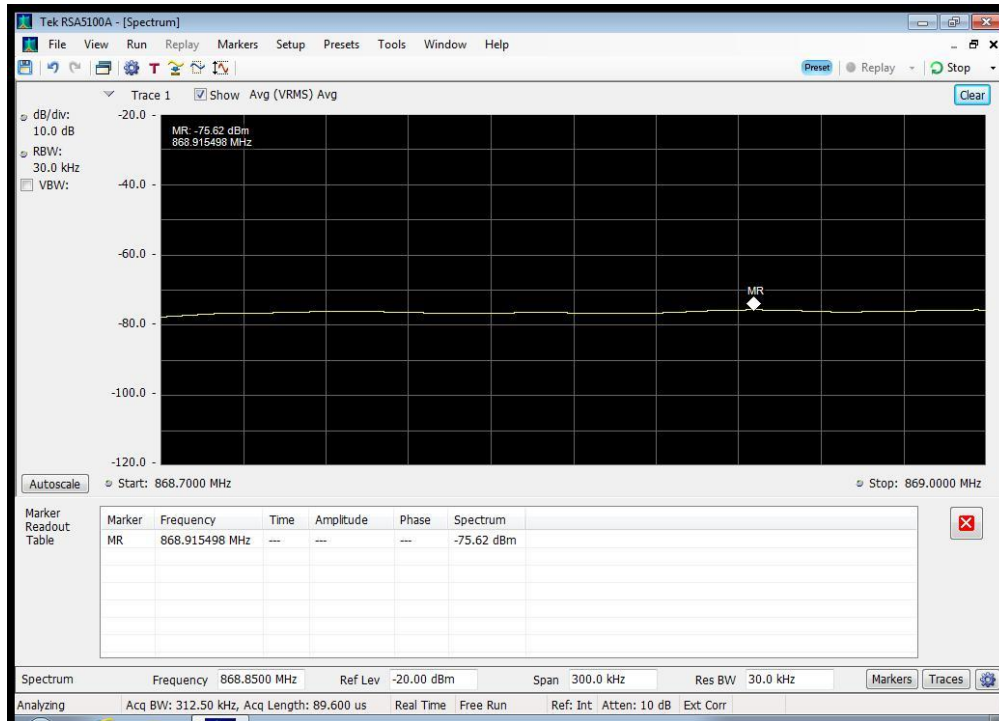 Tek RSA5100A - [Spectrum]
File View Run Replay Markers Setup Presets Tools Window Help
T Preset Replay Stop
Trace 1 Show Avg (VRMS) Avg Clear
dB/div:
10.0 dB
RBW:
30.0 kHz
VBW:
-20.0
MR: -75.62 dBm
868.915498 MHz
-40.0
-60.0
MR
-80.0
-100.0
-120.0
Autoscale Start: 868.7000 MHz Stop: 869.0000 MHz
Marker
Readout
Table
Marker Frequency Time Amplitude Phase Spectrum
MR 868.915498 MHz --- --- --- -75.62 dBm
Spectrum Frequency 868.8500 MHz Ref Lev -20.00 dBm Span 300.0 kHz Res BW 30.0 kHz Markers Traces
Analyzing Acq BW: 312.50 kHz, Acq Length: 89.600 us Real Time Free Run Ref: Int Atten: 10 dB Ext Corr